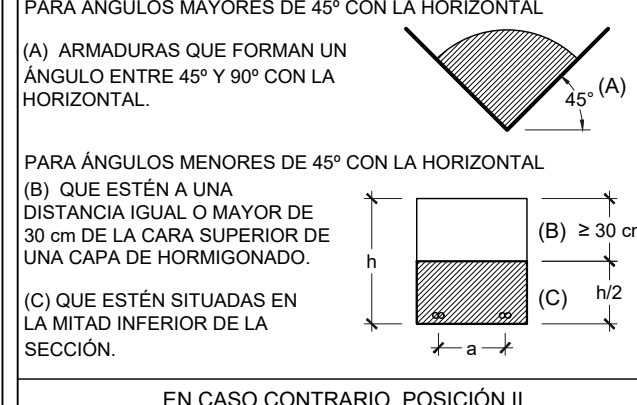 PARA ÁNGULOS MAYORES DE 45º CON LA HORIZONTAL
(A) ARMADURAS QUE FORMAN UN
ÁNGULO ENTRE 45º Y 90º CON LA
HORIZONTAL.
45°
(A)
PARA ÁNGULOS MENORES DE 45º CON LA HORIZONTAL
(B) QUE ESTÉN A UNA
DISTANCIA IGUAL O MAYOR DE
30 cm DE LA CARA SUPERIOR DE
UNA CAPA DE HORMIGONADO.
(C) QUE ESTÉN SITUADAS EN
LA MITAD INFERIOR DE LA
SECCIÓN.
h
(B) ≥ 30 cm
(C) h/2
a
EN CASO CONTRARIO, POSICIÓN II